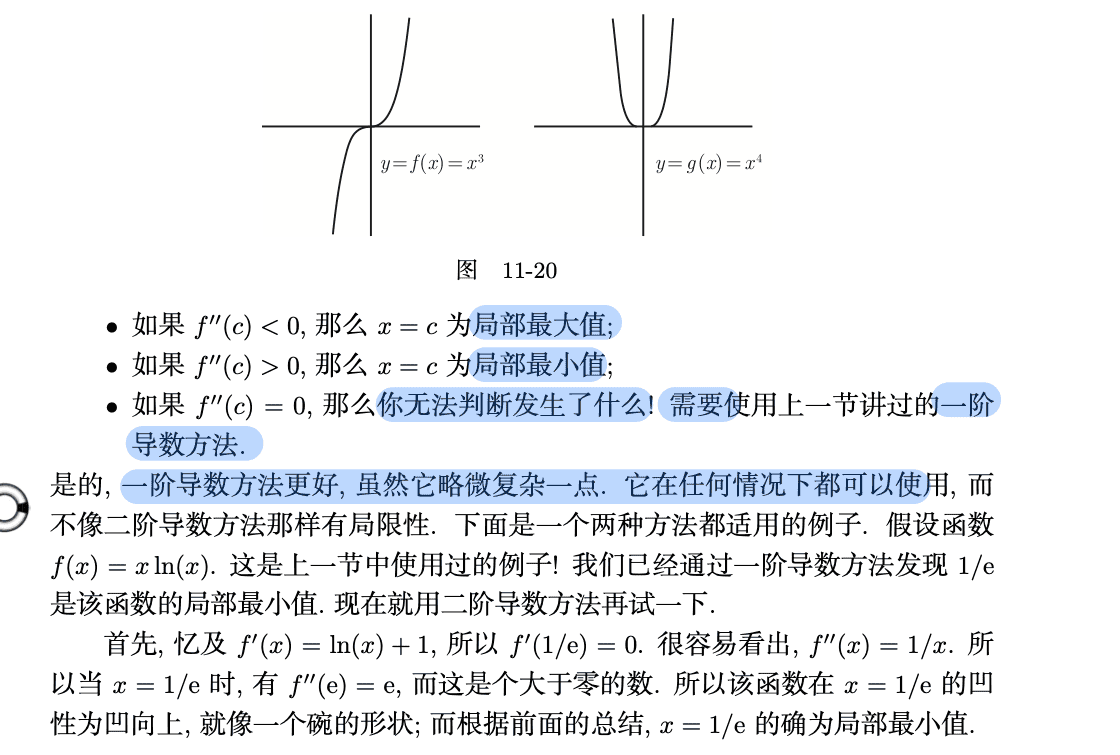 y=f(x)=x³ y=g(x)=x⁴
图 11-20
• 如果 f″(c) < 0, 那么 x = c 为局部最大值;
• 如果 f″(c) > 0, 那么 x = c 为局部最小值;
• 如果 f″(c) = 0, 那么你无法判断发生了什么! 需要使用上一节讲过的一阶
导数方法.
是的, 一阶导数方法更好, 虽然它略微复杂一点. 它在任何情况下都可以使用, 而
不像二阶导数方法那样有局限性. 下面是一个两种方法都适用的例子. 假设函数
f(x) = x ln(x). 这是上一节中使用过的例子! 我们已经通过一阶导数方法发现 1/e
是该函数的局部最小值. 现在就用二阶导数方法再试一下.
首先, 忆及 f′(x) = ln(x) + 1, 所以 f′(1/e) = 0. 很容易看出, f″(x) = 1/x. 所
以当 x = 1/e 时, 有 f″(e) = e, 而这是个大于零的数. 所以该函数在 x = 1/e 的凹
性为凹向上, 就像一个碗的形状; 而根据前面的总结, x = 1/e 的确为局部最小值.